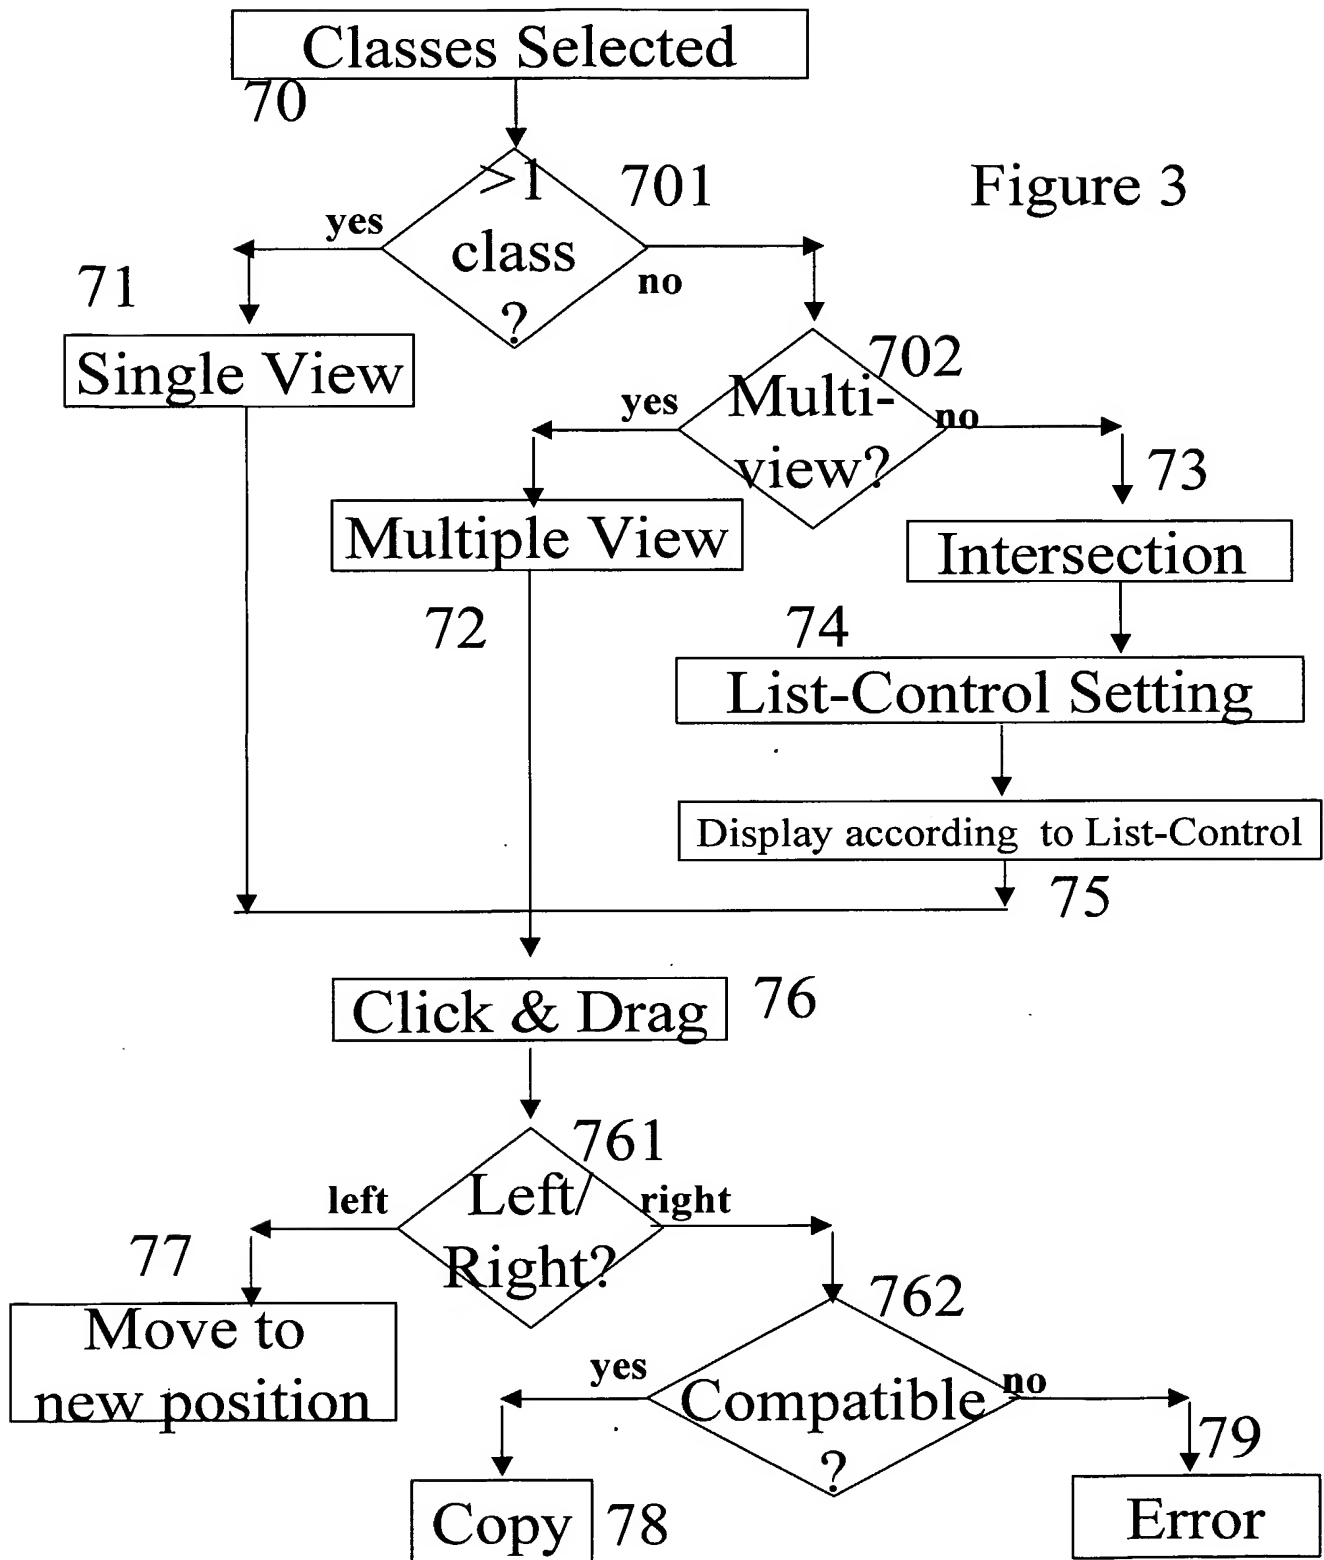 Classes Selected
70
>1
class
?
701
Figure 3
yes
no
71
Single View
702
Multi-
view?
yes
no
73
Multiple View
Intersection
72
74
List-Control Setting
Display according to List-Control
75
Click & Drag
76
761
Left/
Right?
left
right
77
Move to
new position
762
yes
Compatible
?
no
79
Copy
78
Error